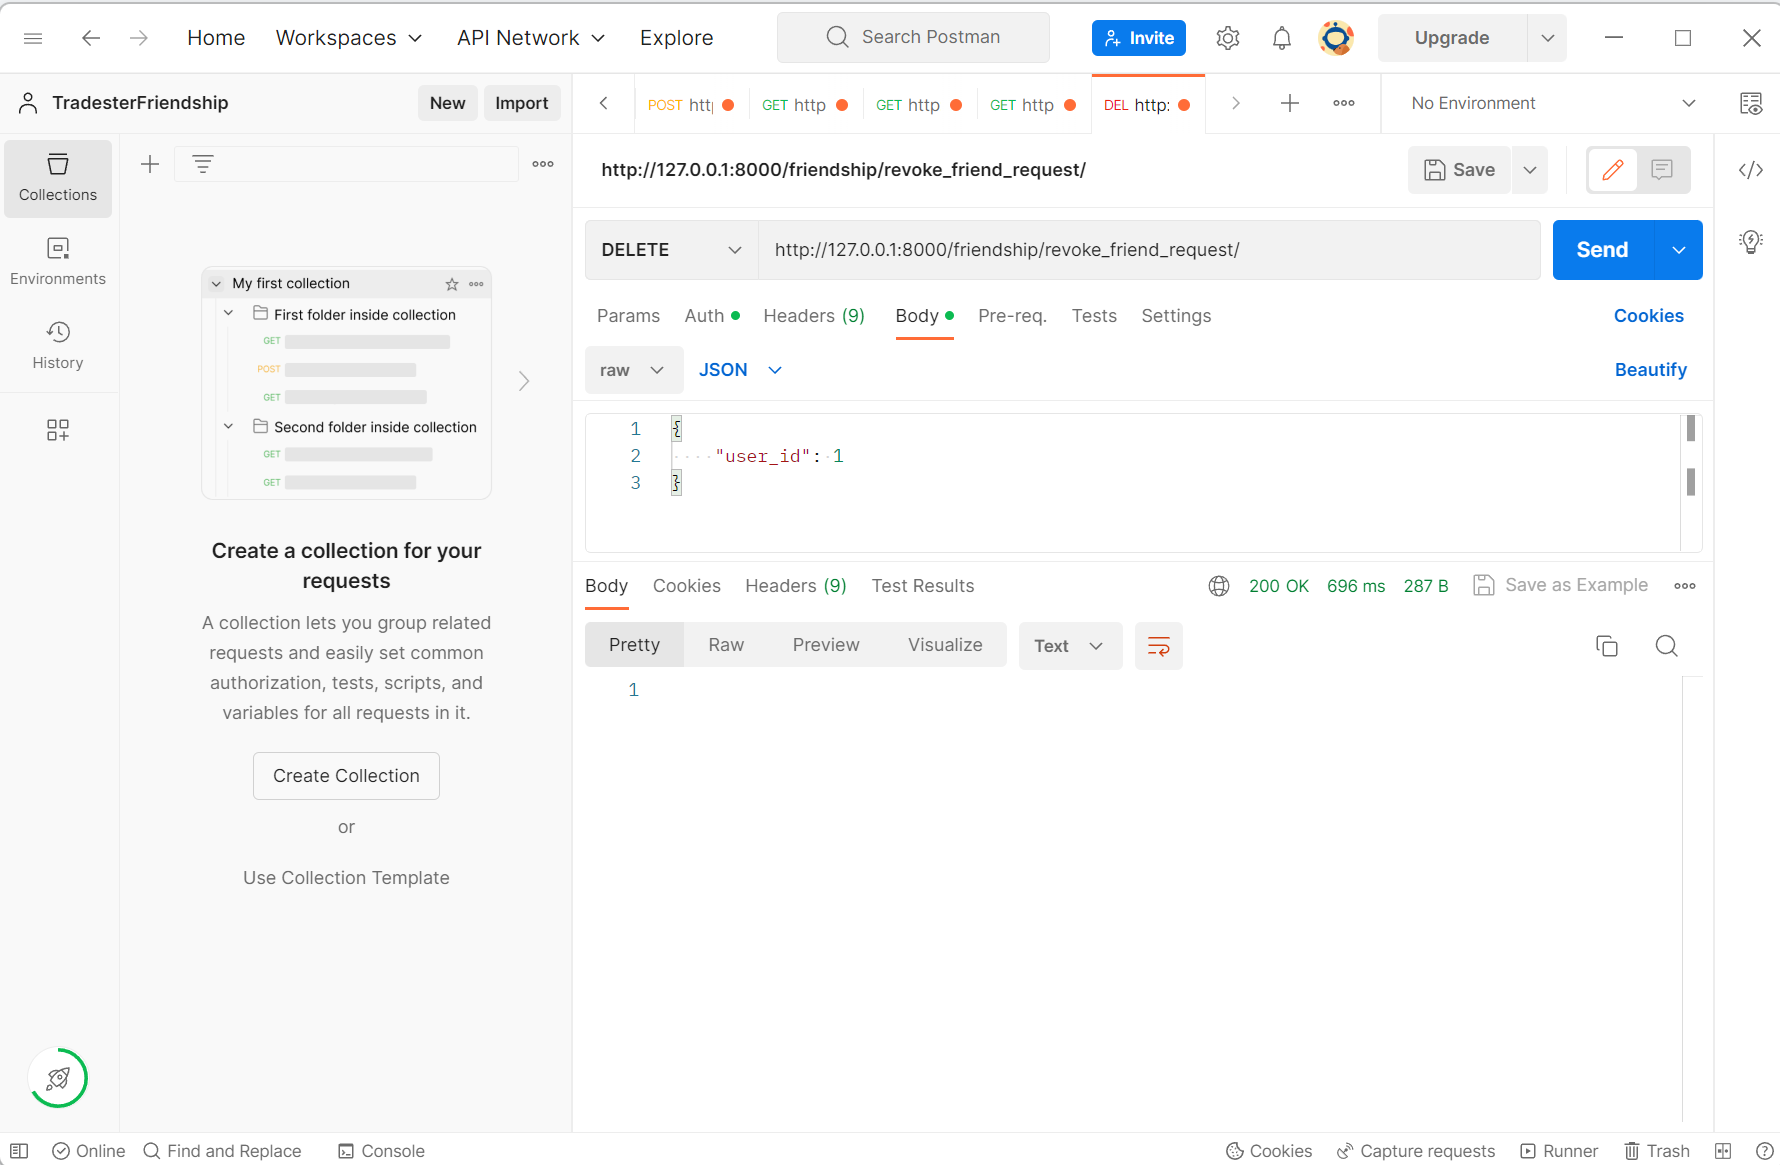 Home Workspaces API Network Explore Search Postman Invite Upgrade
TradesterFriendship New Import
POST htt GET http GET http GET http DEL http: No Environment
Collections
Environments
History
My first collection
First folder inside collection
GET
POST
GET
Second folder inside collection
GET
GET
Create a collection for your
requests
A collection lets you group related
requests and easily set common
authorization, tests, scripts, and
variables for all requests in it.
Create Collection
or
Use Collection Template
http://127.0.0.1:8000/friendship/revoke_friend_request/ Save
DELETE http://127.0.0.1:8000/friendship/revoke_friend_request/ Send
Params Auth Headers (9) Body Pre-req. Tests Settings Cookies
raw JSON Beautify
1 {
2 "user_id": 1
3 }
Body Cookies Headers (9) Test Results 200 OK 696 ms 287 B Save as Example
Pretty Raw Preview Visualize Text
1
Online Find and Replace Console Cookies Capture requests Runner Trash